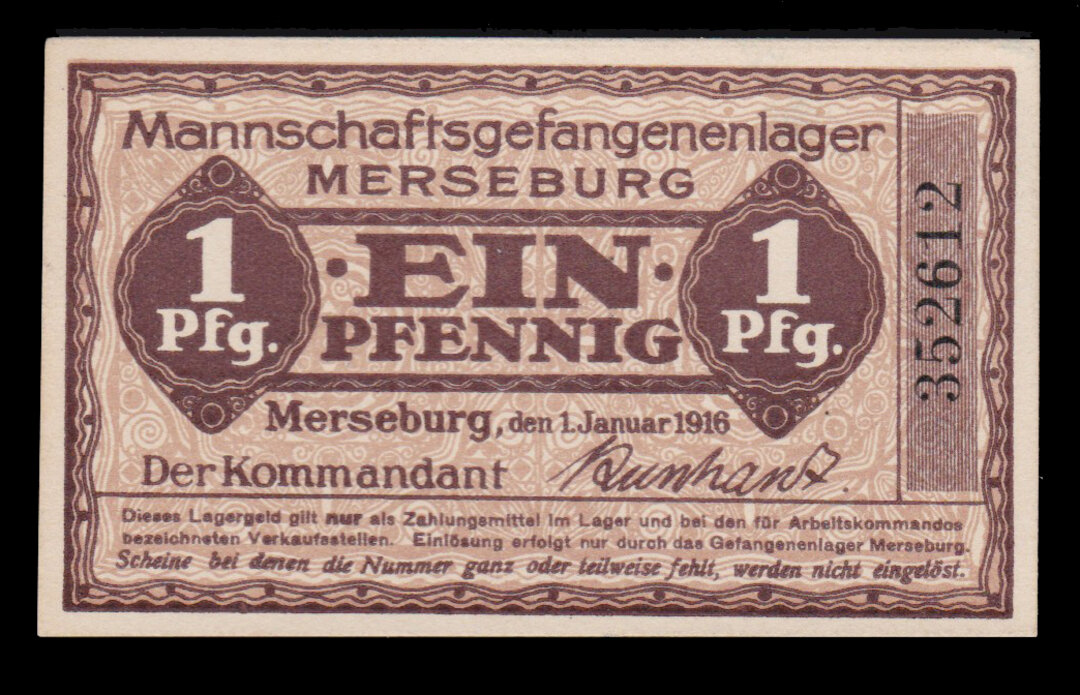 Mannschaftsgefangenenlager
MERSEBURG
1
Pfg.
· EIN ·
PFENNIG
1
Pfg.
352612
Merseburg, den 1. Januar 1916
Der Kommandant
Dieses Lagergeld gilt nur als Zahlungsmittel im Lager und bei den für Arbeitskommandos
bezeichneten Verkaufsstellen. Einlösung erfolgt nur durch das Gefangenenlager Merseburg.
Scheine bei denen die Nummer ganz oder teilweise fehlt, werden nicht eingelöst.